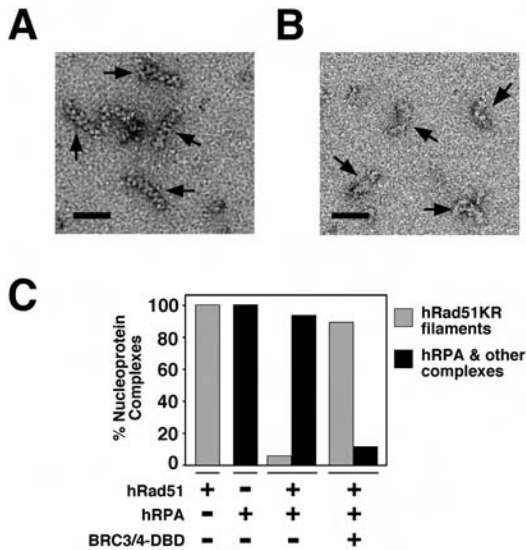 A
B
C
% Nucleoprotein
Complexes
100
80
60
40
20
0
hRad51KR
filaments
hRPA & other
complexes
hRad51 + - + +
hRPA - + + +
BRC3/4-DBD - - - +